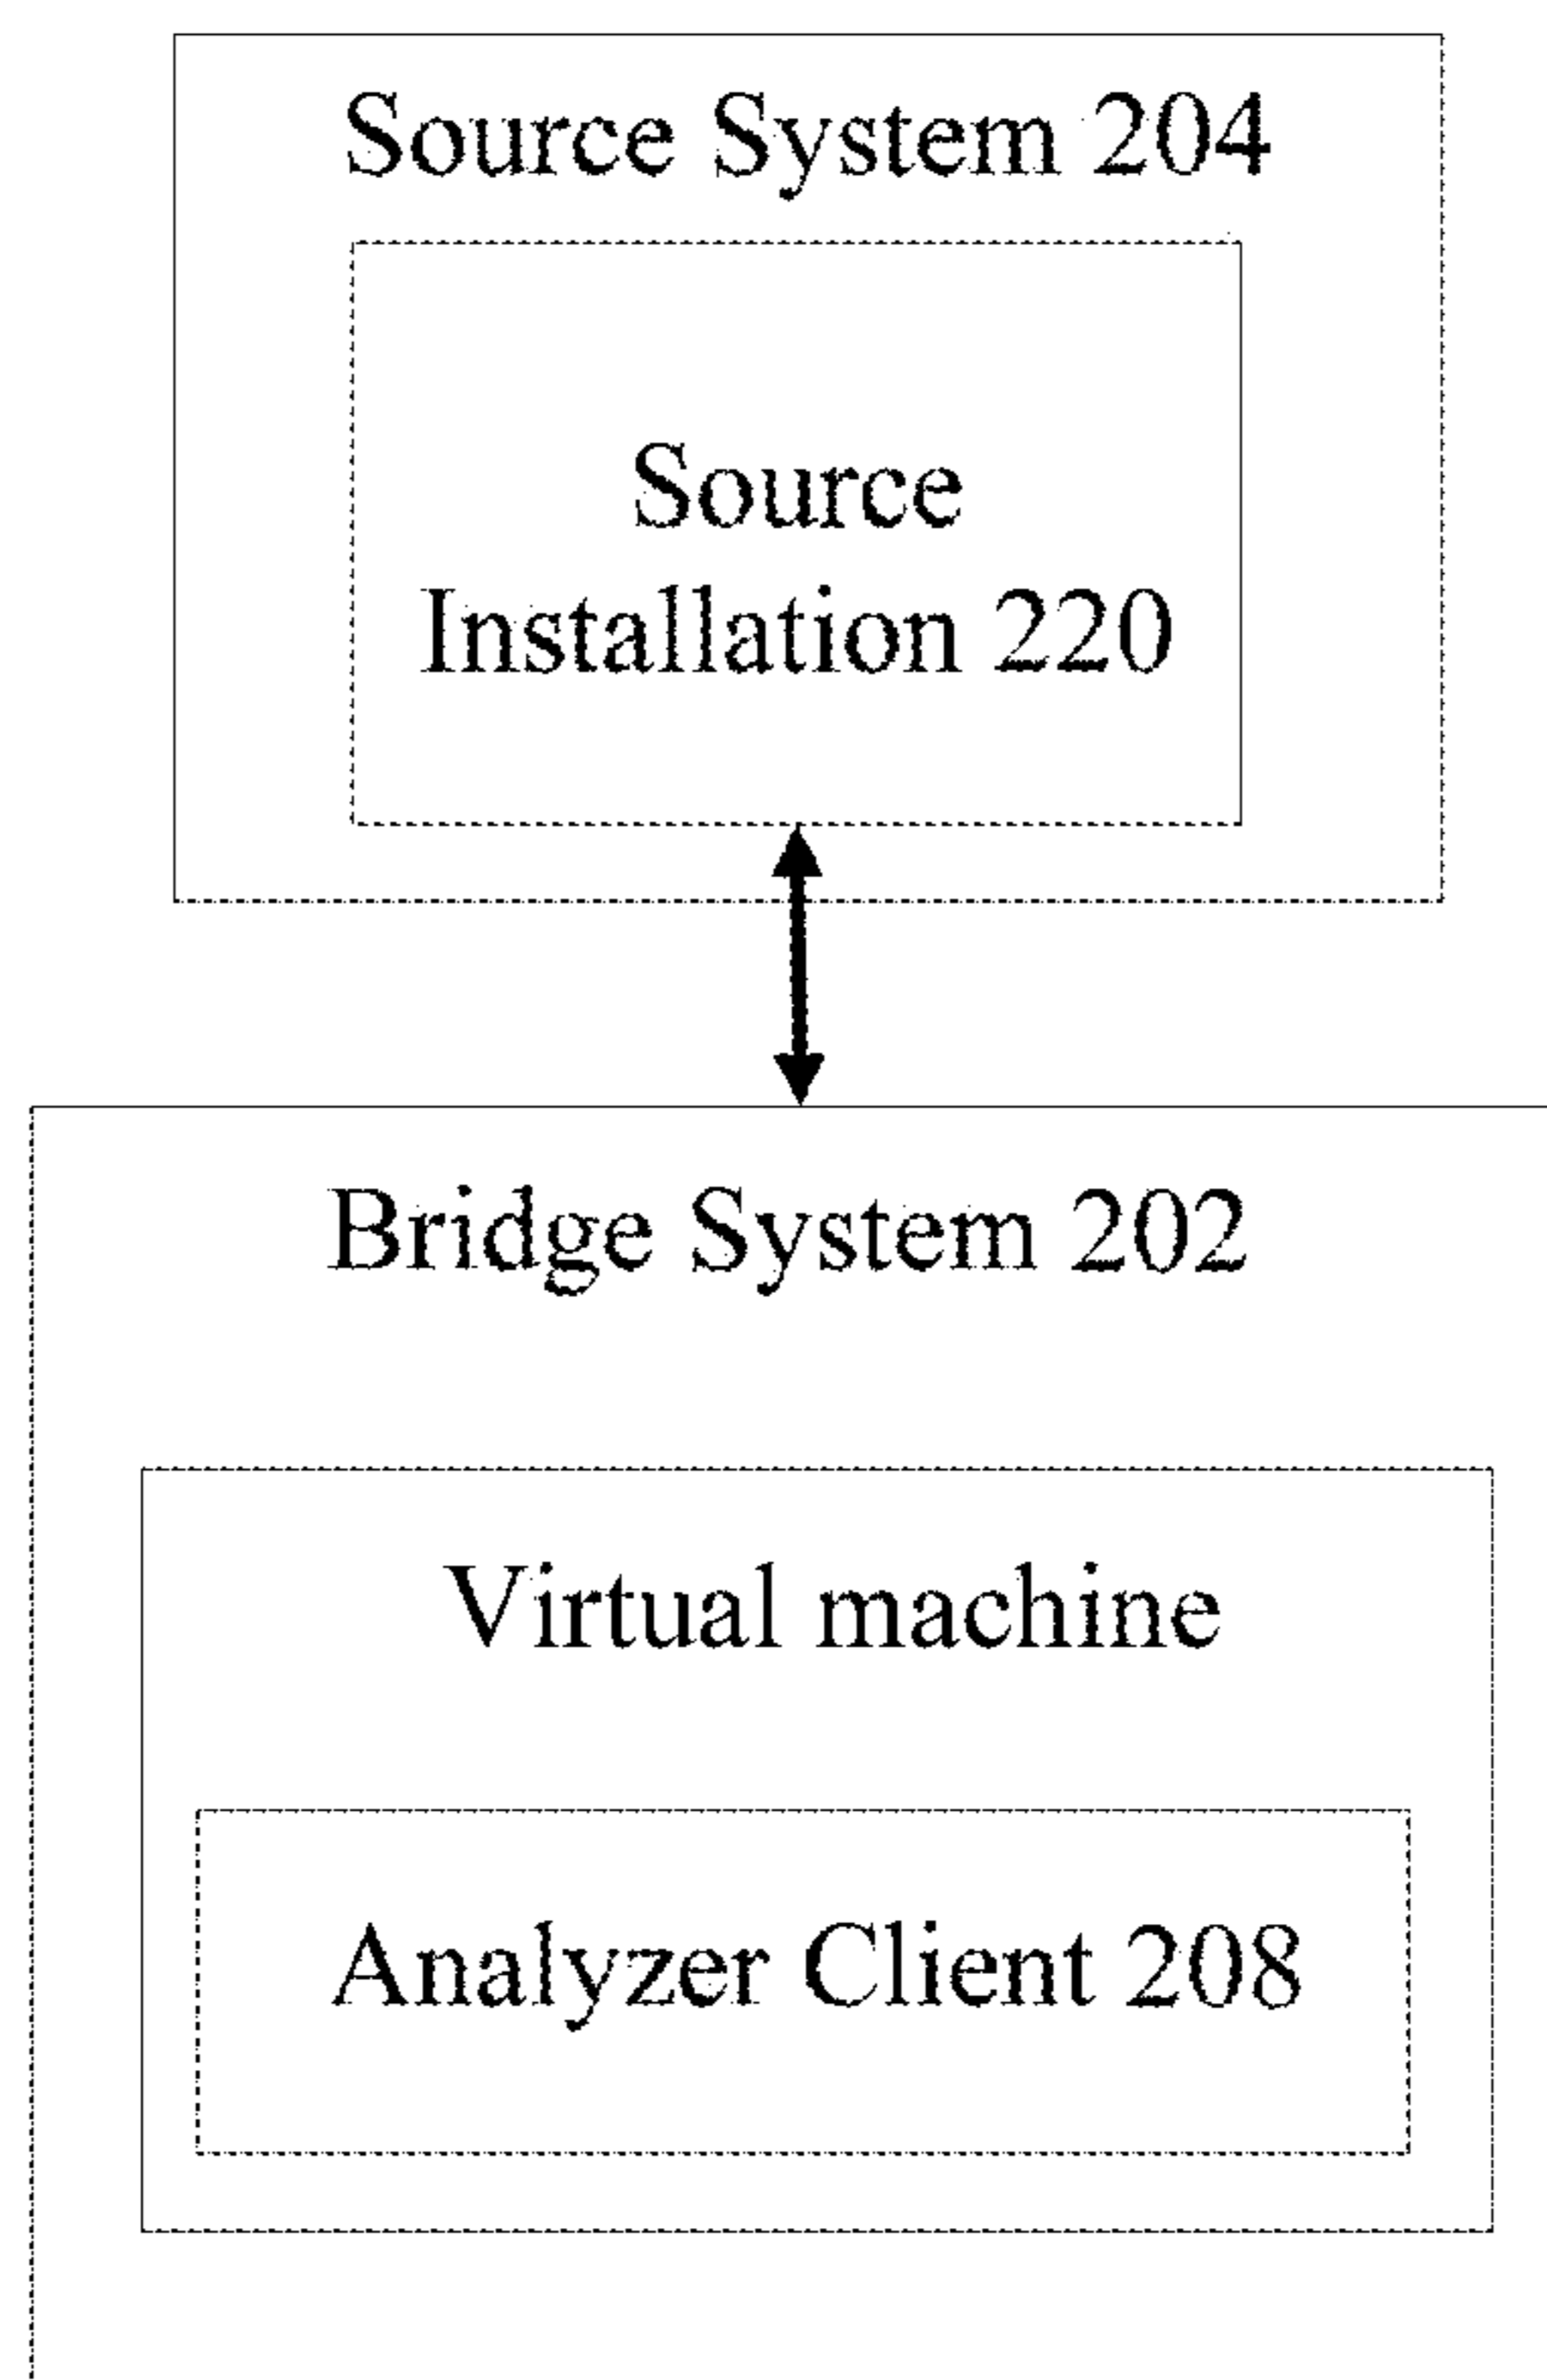 Source System 204
Source
Installation 220
Bridge System 202
Virtual machine
Analyzer Client 208